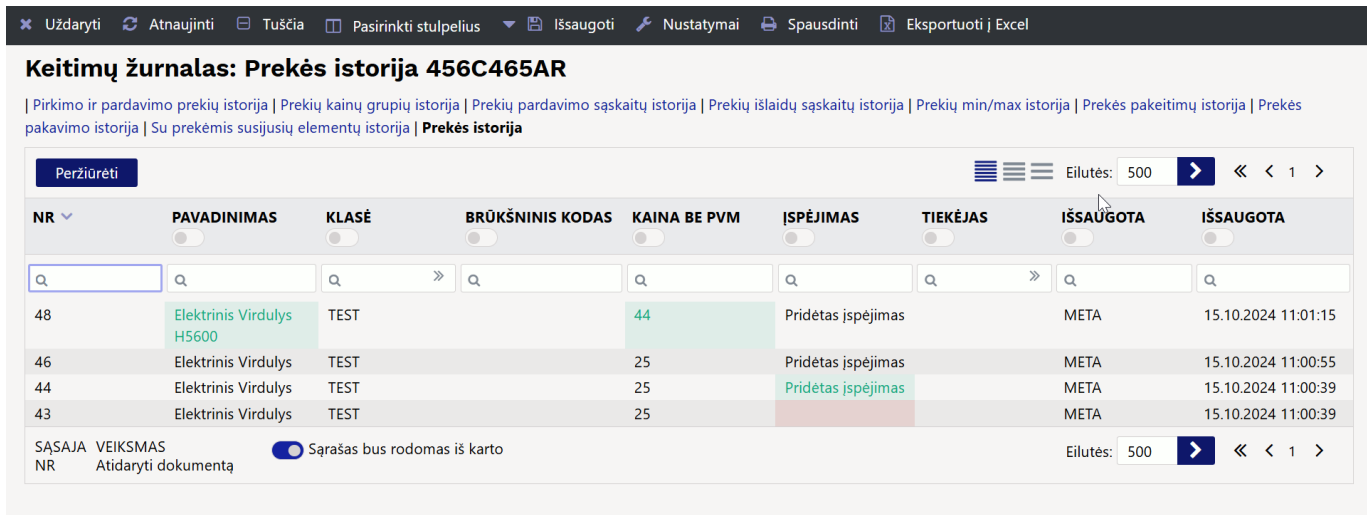 Uždaryti Atnaujinti Tuščia Pasirinkti stulpelius Išsaugoti Nustatymai Spausdinti Eksportuoti į Excel
Keitimų žurnalas: Prekės istorija 456C465AR
| Pirkimo ir pardavimo prekių istorija | Prekių kainų grupių istorija | Prekių pardavimo sąskaitų istorija | Prekių išlaidų sąskaitų istorija | Prekių min/max istorija | Prekės pakeitimų istorija | Prekės
pakavimo istorija | Su prekėmis susijusių elementų istorija | Prekės istorija
Peržiūrėti Eilutės: 500 1
NR PAVADINIMAS KLASĖ BRŪKŠNINIS KODAS KAINA BE PVM ĮSPĖJIMAS TIEKĖJAS IŠSAUGOTA IŠSAUGOTA
48 Elektrinis Virdulys TEST 44 Pridėtas įspėjimas META 15.10.2024 11:01:15
H5600
46 Elektrinis Virdulys TEST 25 Pridėtas įspėjimas META 15.10.2024 11:00:55
44 Elektrinis Virdulys TEST 25 Pridėtas įspėjimas META 15.10.2024 11:00:39
43 Elektrinis Virdulys TEST 25 META 15.10.2024 11:00:39
SĄSAJA VEIKSMAS Sąrašas bus rodomas iš karto Eilutės: 500 1
NR Atidaryti dokumentą